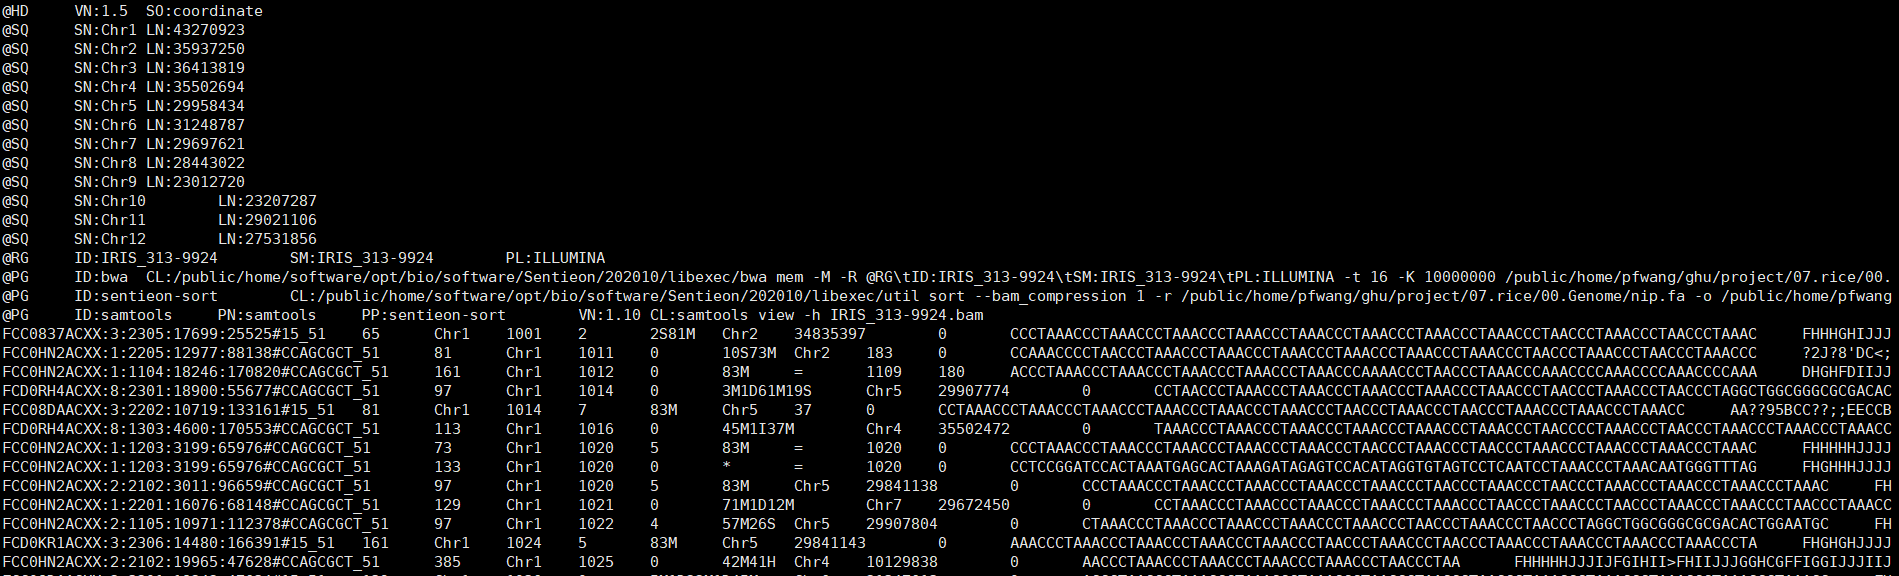 @HD VN:1.5 SO:coordinate
@SQ SN:Chr1 LN:43270923
@SQ SN:Chr2 LN:35937250
@SQ SN:Chr3 LN:36413819
@SQ SN:Chr4 LN:35502694
@SQ SN:Chr5 LN:29958434
@SQ SN:Chr6 LN:31248787
@SQ SN:Chr7 LN:29697621
@SQ SN:Chr8 LN:28443022
@SQ SN:Chr9 LN:23012720
@SQ SN:Chr10 LN:23207287
@SQ SN:Chr11 LN:29021106
@SQ SN:Chr12 LN:27531856
@RG ID:IRIS_313-9924 SM:IRIS_313-9924 PL:ILLUMINA
@PG ID:bwa CL:/public/home/software/opt/bio/software/Sentieon/202010/libexec/bwa mem -M -R @RG\tID:IRIS_313-9924\tSM:IRIS_313-9924\tPL:ILLUMINA -t 16 -K 10000000 /public/home/pfwang/ghu/project/07.rice/00.
@PG ID:sentieon-sort CL:/public/home/software/opt/bio/software/Sentieon/202010/libexec/util sort --bam_compression 1 -r /public/home/pfwang/ghu/project/07.rice/00.Genome/nip.fa -o /public/home/pfwang
@PG ID:samtools PN:samtools PP:sentieon-sort VN:1.10 CL:samtools view -h IRIS_313-9924.bam
FCC0837ACXX:3:2305:17699:25525#15_51 65 Chr1 1001 2 2S81M Chr2 34835397 0 CCCTAAACCCTAAACCCTAAACCCTAAACCCTAAACCCTAAACCCTAAACCCTAACCCTAAACCCTAACCCTAAAC FHHHGHIJJJ
FCC0HN2ACXX:1:2205:12977:88138#CCAGCGCT_51 81 Chr1 1011 0 10S73M Chr2 183 0 CCAAACCCCTAACCCTAAACCCTAAACCCTAAACCCTAAACCCTAAACCCTAACCCTAAACCCTAACCCTAAACCC ?2J?8'DC<;
FCC0HN2ACXX:1:1104:18246:170820#CCAGCGCT_51 161 Chr1 1012 0 83M = 1109 180 ACCCTAAACCCTAAACCCTAAACCCTAAACCCTAAACCCAAAACCCTAAACCCAAACCCCAAACCCCAAACCCCAAA DHGHFDIIJJ
FCD0RH4ACXX:8:2301:18900:55677#CCAGCGCT_51 97 Chr1 1014 0 3M1D61M19S Chr5 29907774 0 CCTAACCCTAAACCCTAAACCCTAAACCCTAAACCCTAAACCCTAACCCTAAACCCTAACCCTAGGCTGGCGGGCGCGACAC
FCC08DAACXX:3:2202:10719:133161#15_51 81 Chr1 1014 7 83M Chr5 37 0 CCTAAACCCTAAACCCTAAACCCTAAACCCTAAACCCTAAACCCTAAACCCTAACCCTAAACCCTAAACCCTAAACC AA??95BCC??;;EECCB
FCD0RH4ACXX:8:1303:4600:170553#CCAGCGCT_51 113 Chr1 1016 0 45M1I37M Chr4 35502472 0 TAAACCCTAAACCCTAAACCCTAAACCCTAAACCCTAAACCCTAAACCCTAACCCTAAACCCTAAACCCTAAACC
FCC0HN2ACXX:1:1203:3199:65976#CCAGCGCT_51 73 Chr1 1020 5 83M = 1020 0 CCCTAAACCCTAAACCCTAAACCCTAAACCCTAAACCCTAAACCCTAACCCTAAACCCTAACCCTAAACCCTAAAC FHHHHHJJJJ
FCC0HN2ACXX:1:1203:3199:65976#CCAGCGCT_51 133 Chr1 1020 0 * = 1020 0 CCTCCGGATCCACTAAATGAGCACTAAAGATAGAGTCCACATAGGTGTAGTCCTCAATCCTAAACCCTAAACAATGGGTTTAG FHGHHHJJJJ
FCC0HN2ACXX:2:2102:3011:96659#CCAGCGCT_51 97 Chr1 1020 5 83M Chr5 29841138 0 CCCTAAACCCTAAACCCTAAACCCTAAACCCTAAACCCTAACCCTAAACCCTAACCCTAAACCCTAAACCCTAAAC FH
FCC0HN2ACXX:1:2201:16076:68148#CCAGCGCT_51 129 Chr1 1021 0 71M1D12M Chr7 29672450 0 CCTAAACCCTAAACCCTAAACCCTAAACCCTAAACCCTAACCCTAAACCCTAACCCTAAACCCTAAACCCTAACCCTAAACC
FCC0HN2ACXX:2:1105:10971:112378#CCAGCGCT_51 97 Chr1 1022 4 57M26S Chr5 29907804 0 CTAAACCCTAAACCCTAAACCCTAAACCCTAAACCCTAACCCTAAACCCTAACCCTAGGCTGGCGGGCGCGACACTGGAATGC FH
FCD0KR1ACXX:3:2306:14480:166391#15_51 161 Chr1 1024 5 83M Chr5 29841143 0 AAACCCTAAACCCTAAACCCTAAACCCTAAACCCTAACCCTAAACCCTAACCCTAAACCCTAAACCCTAAACCCTA FHGHGHJJJJ
FCC0HN2ACXX:2:2102:19965:47628#CCAGCGCT_51 385 Chr1 1025 0 42M41H Chr4 10129838 0 AACCCTAAACCCTAAACCCTAAACCCTAAACCCTAACCCTAA FHHHHHJJJIJFGIHII>FHIIJJJGGHCGFFIGGIJJJIIJ